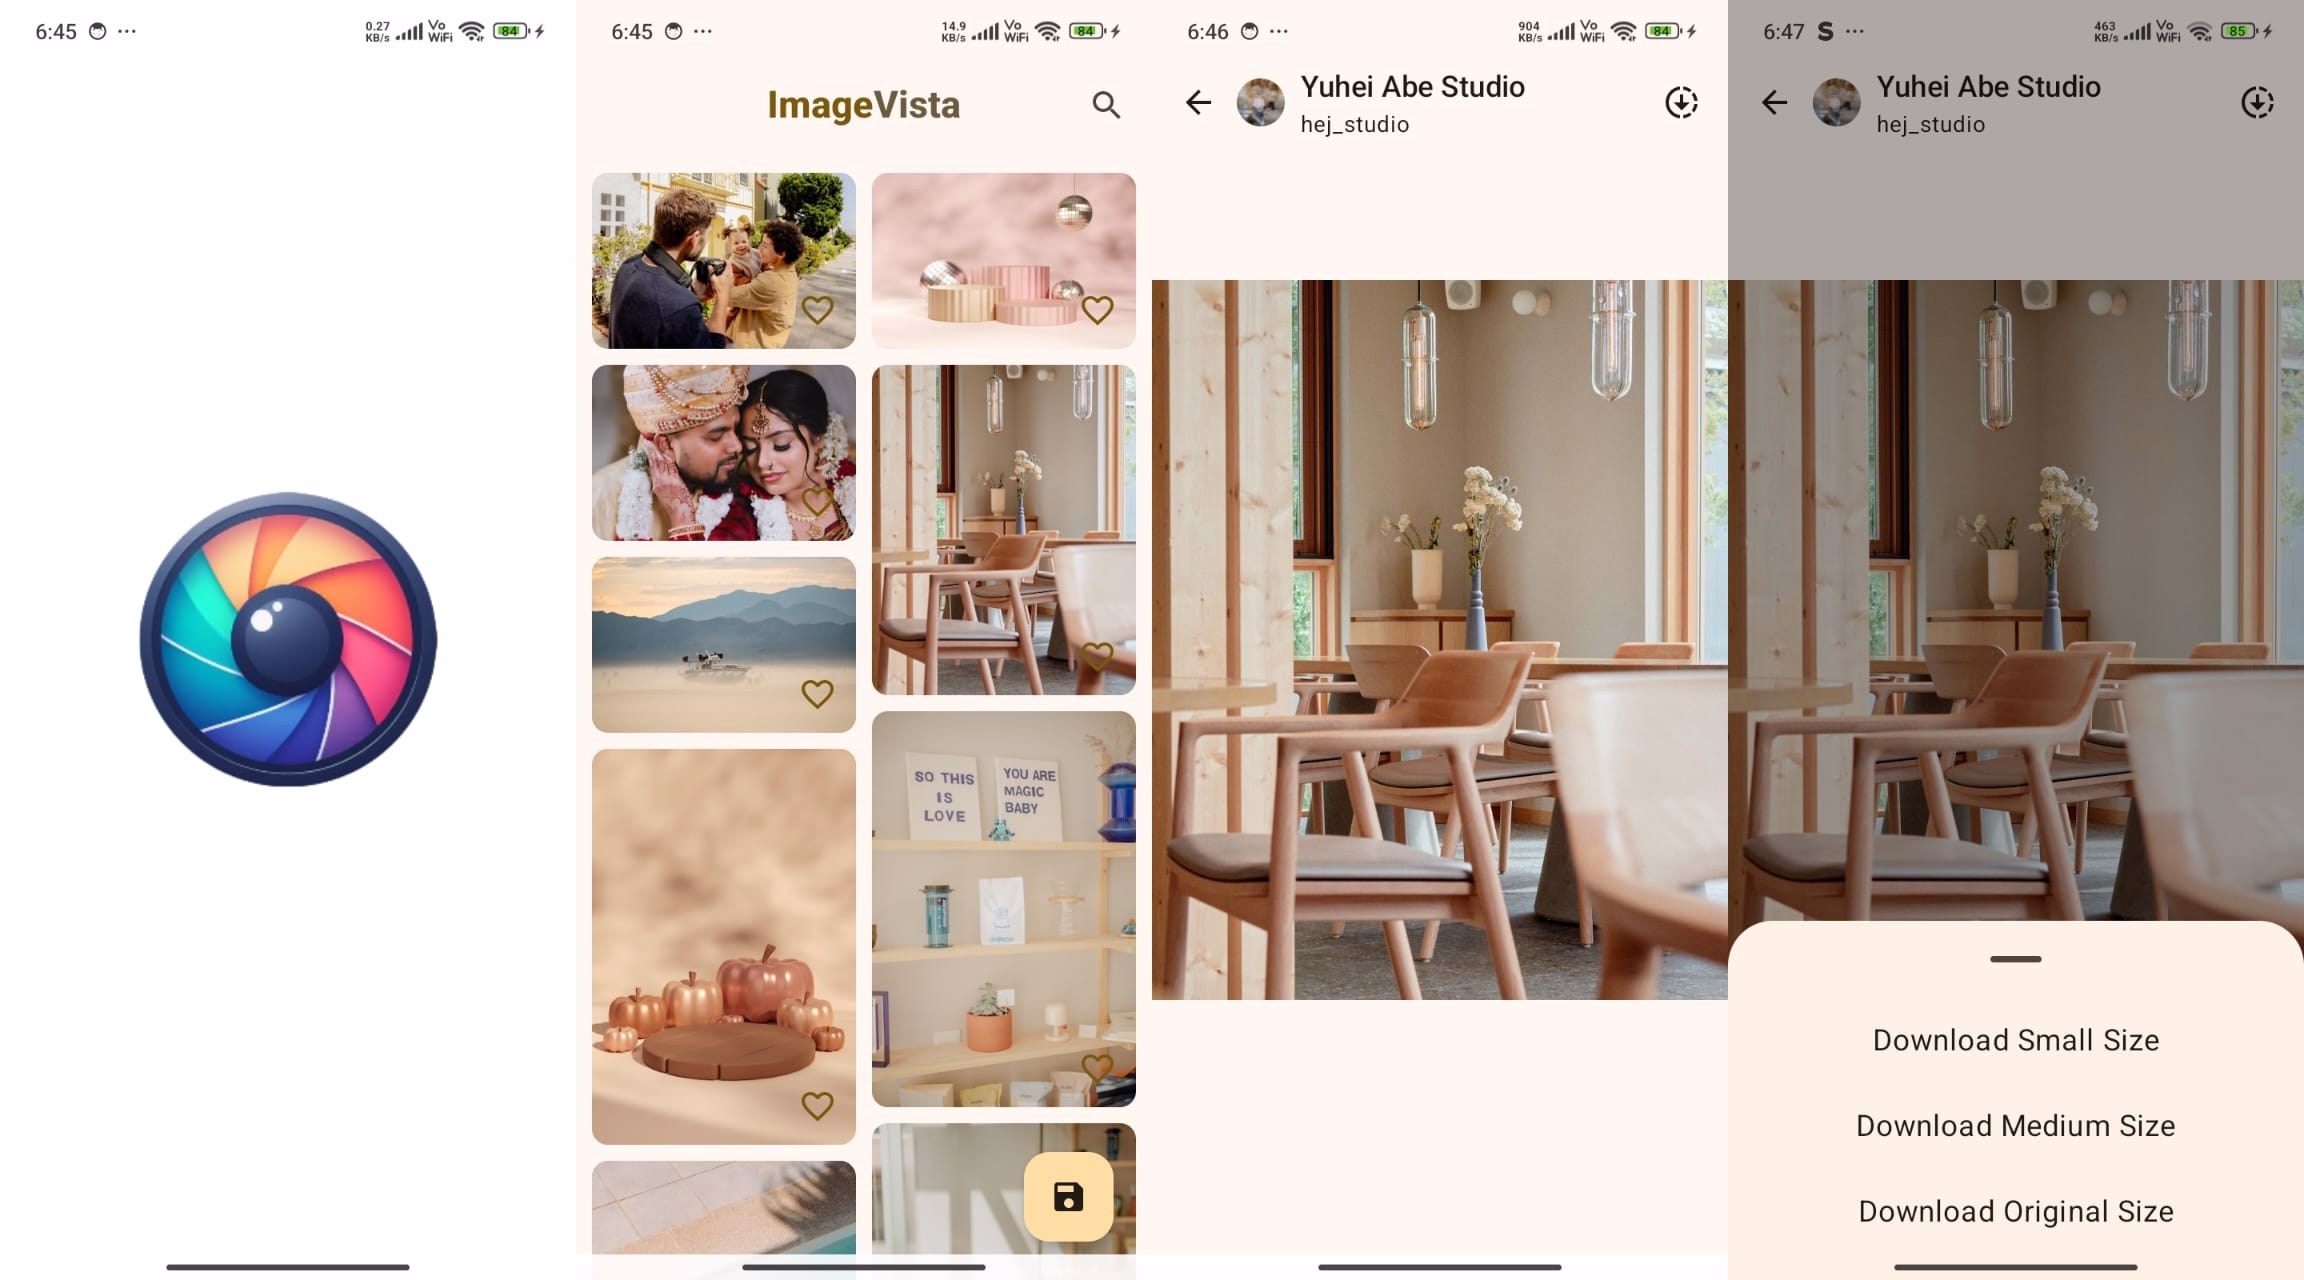 6:45 ...
0.27 KB/s Vo WiFi 84
6:45 ...
14.9 KB/s Vo WiFi 84
ImageVista
SO THIS
IS
LOVE
YOU ARE
MAGIC
BABY
6:46 ...
904 KB/s Vo WiFi 84
Yuhei Abe Studio
hej_studio
6:47 S ...
463 KB/s Vo WiFi 85
Yuhei Abe Studio
hej_studio
Download Small Size
Download Medium Size
Download Original Size